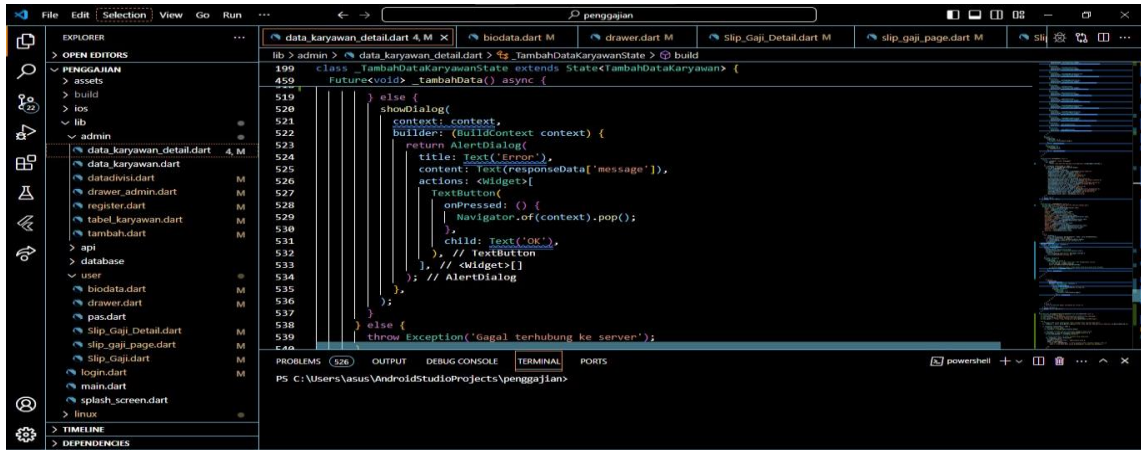 File Edit Selection View Go Run ··· ← → penggajian
EXPLORER ···
> OPEN EDITORS
PENGGAJIAN
> assets
> build
> ios
lib
admin
data_karyawan_detail.dart 4, M
data_karyawan.dart
datadivisi.dart M
drawer_admin.dart M
register.dart M
tabel_karyawan.dart M
tambah.dart M
> api
> database
user
biodata.dart M
drawer.dart M
pas.dart
Slip_Gaji_Detail.dart M
slip_gaji_page.dart M
Slip_Gaji.dart M
login.dart M
main.dart
splash_screen.dart
> linux
> TIMELINE
> DEPENDENCIES
22
data_karyawan_detail.dart 4, M × biodata.dart M drawer.dart M Slip_Gaji_Detail.dart M slip_gaji_page.dart M
lib > admin > data_karyawan_detail.dart > _TambahDataKaryawanState > build
199 class _TambahDataKaryawanState extends State<TambahDataKaryawan> {
459 Future<void> _tambahData() async {
519 } else {
520 showDialog(
521 context: context,
522 builder: (BuildContext context) {
523 return AlertDialog(
524 title: Text('Error'),
525 content: Text(responseData['message']),
526 actions: <Widget>[
527 TextButton(
528 onPressed: () {
529 Navigator.of(context).pop();
530 },
531 child: Text('OK'),
532 ), // TextButton
533 ], // <Widget>[]
534 ); // AlertDialog
535 },
536 );
537 }
538 } else {
539 throw Exception('Gagal terhubung ke server');
PROBLEMS 526 OUTPUT DEBUG CONSOLE TERMINAL PORTS powershell + ··· ×
PS C:\Users\asus\AndroidStudioProjects\penggajian>